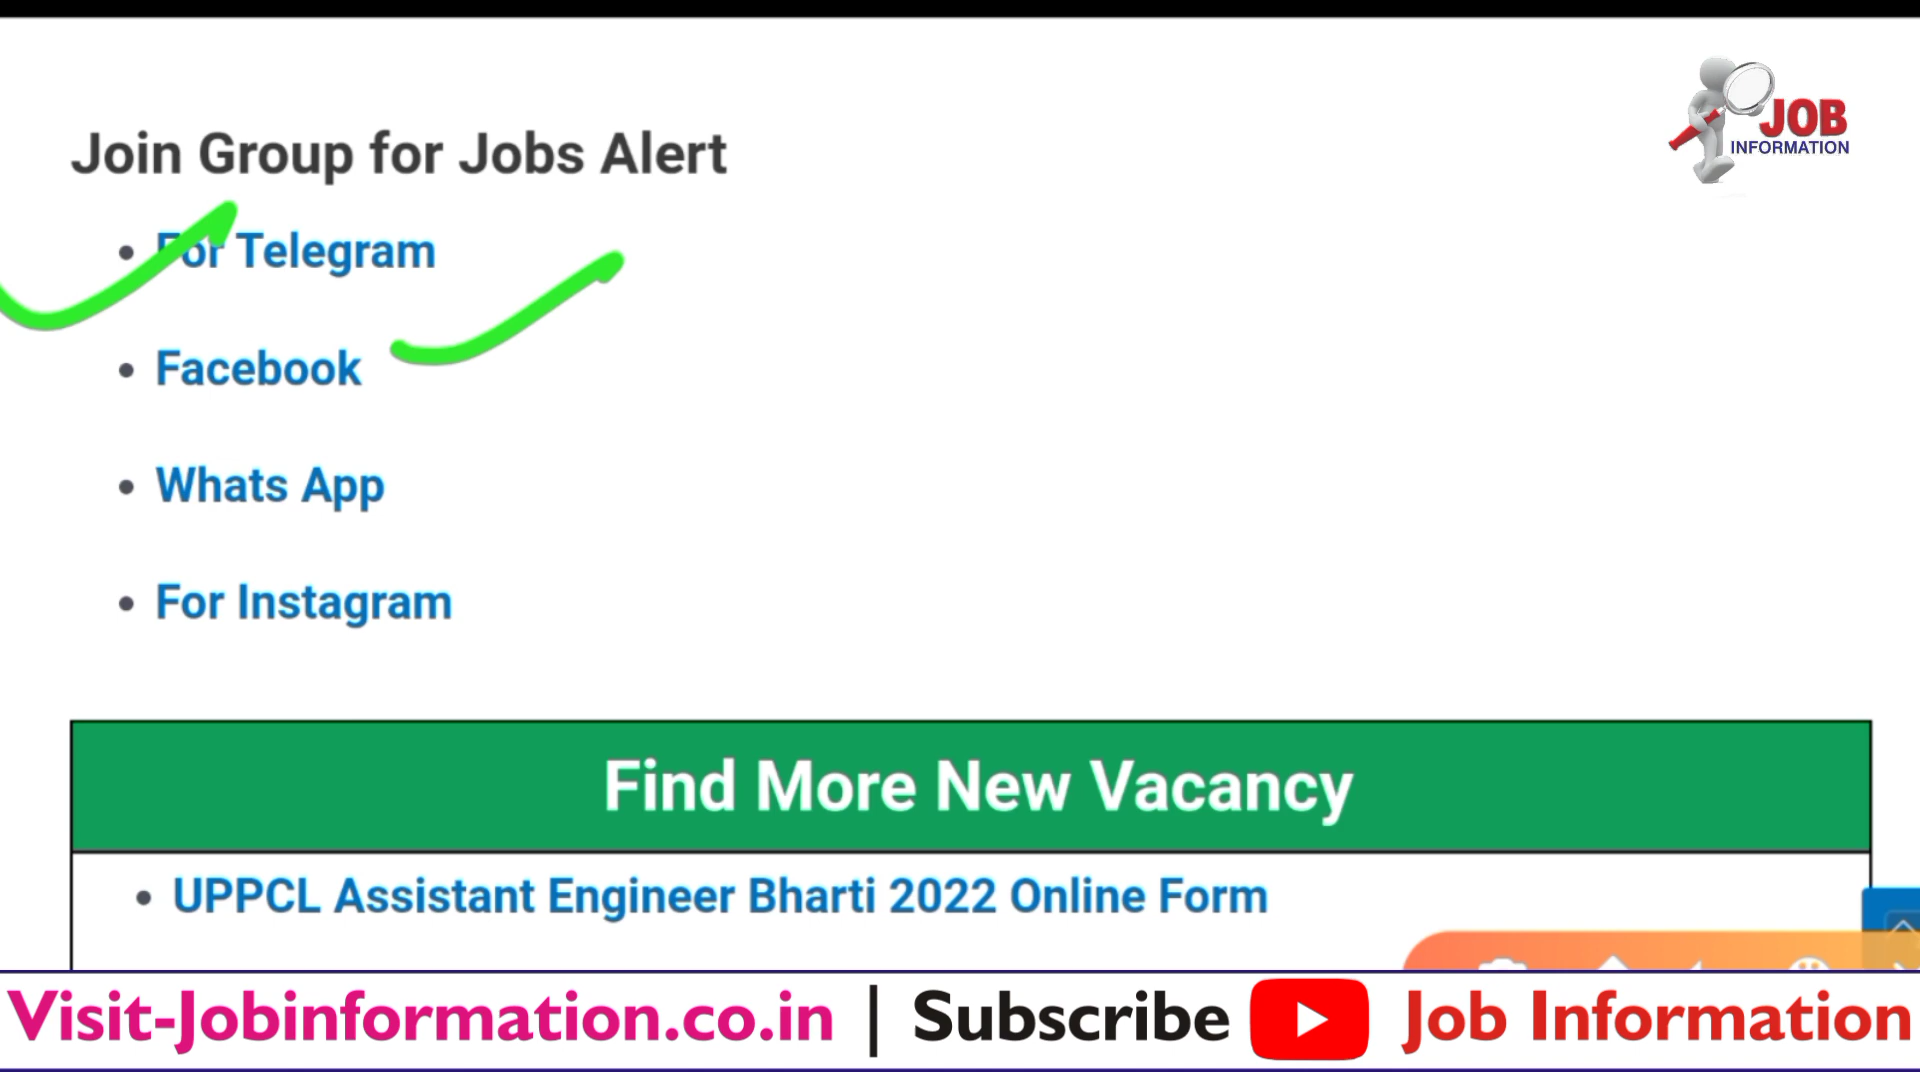 JOB
INFORMATION
Join Group for Jobs Alert
For Telegram
Facebook
Whats App
For Instagram
Find More New Vacancy
UPPCL Assistant Engineer Bharti 2022 Online Form
Visit-Jobinformation.co.in | Subscribe Job Information